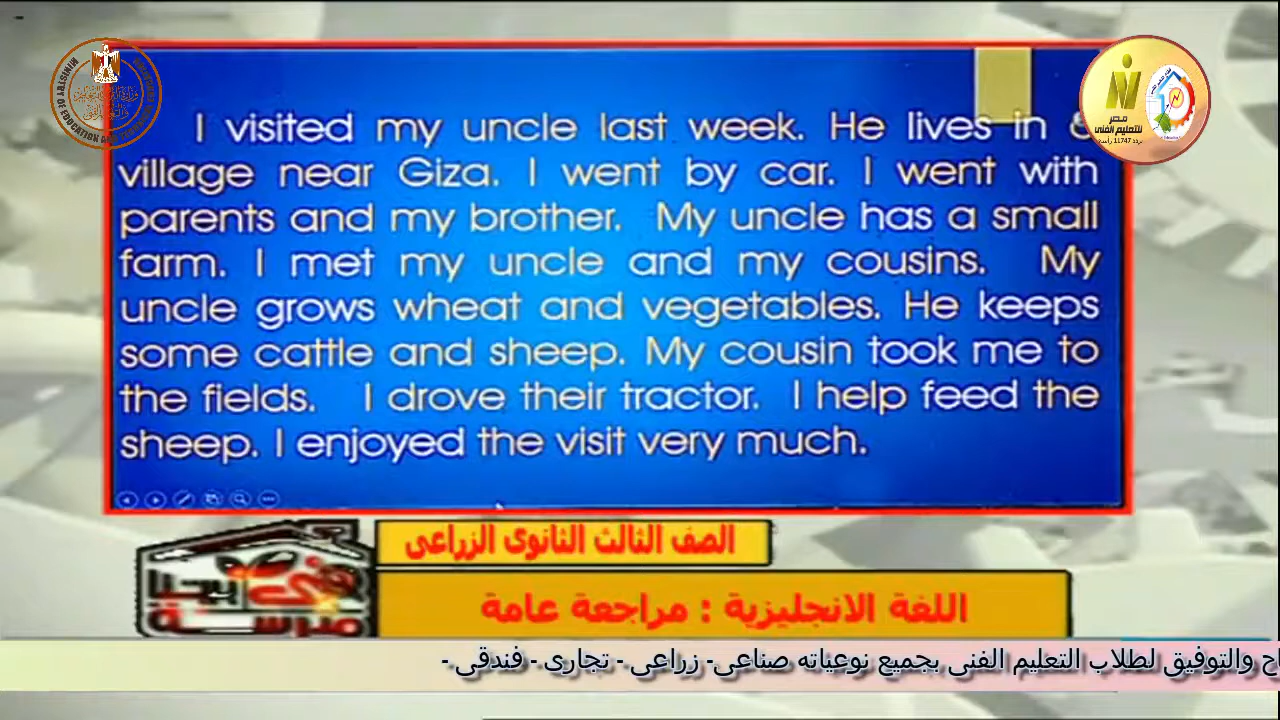 I visited my uncle last week. He lives in
village near Giza. I went by car. I went with
parents and my brother. My uncle has a small
farm. I met my uncle and my cousins. My
uncle grows wheat and vegetables. He keeps
some cattle and sheep. My cousin took me to
the fields. I drove their tractor. I help feed the
sheep. I enjoyed the visit very much.
مصر
للتعليم الفنى
الصف الثالث الثانوى الزراعى
اللغة الانجليزية : مراجعة عامة
والتوفيق لطلاب التعليم الفنى بجميع نوعياته صناعى- زراعى - تجارى - فندقى -